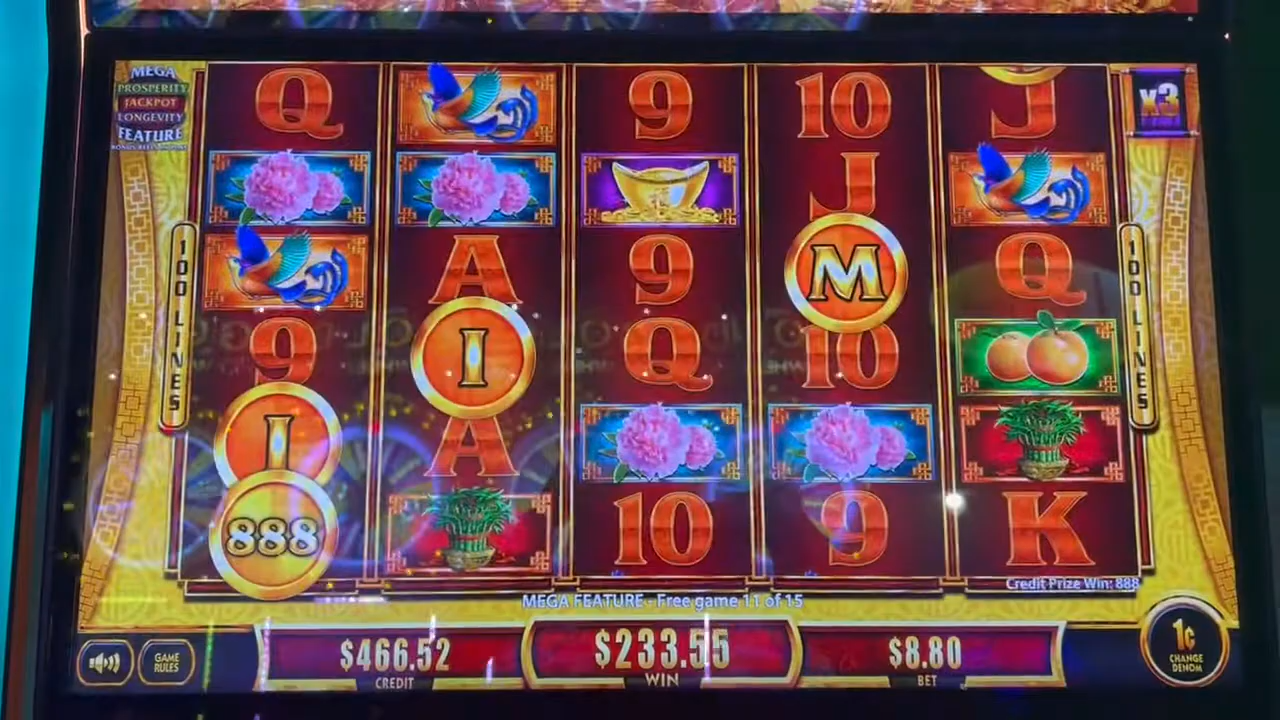 MEGA
PROSPERITY
JACKPOT
LONGEVITY
FEATURE
x3
Q
9
10
J
J
A
9
M
Q
9
I
Q
10
100 LINES
100 LINES
I
A
888
10
9
K
Credit Prize Win: 888
MEGA FEATURE - Free game 11 of 15
GAME RULES
$466.52
CREDIT
$233.55
WIN
$8.80
BET
1¢
CHANGE
DENOM